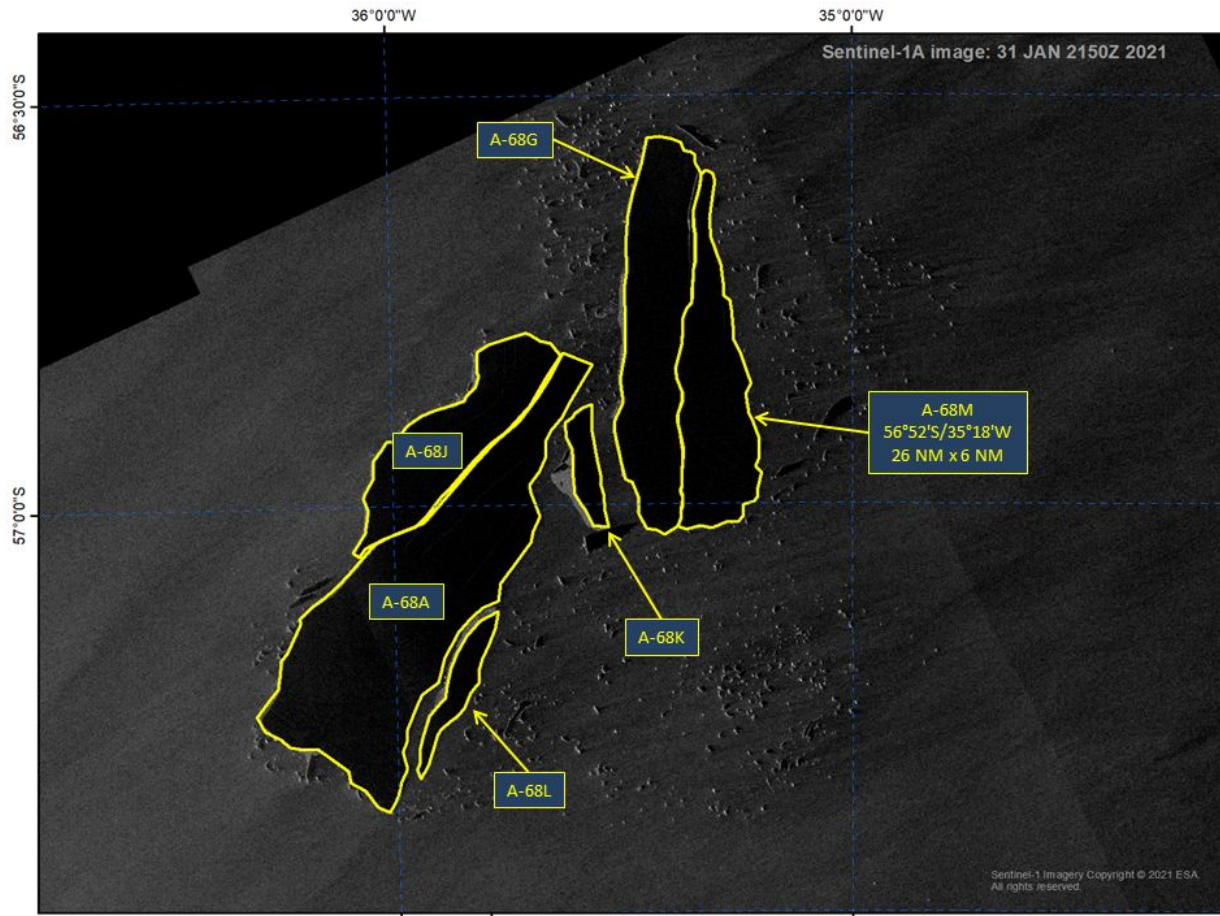 36°0'0"W
35°0'0"W
Sentinel-1A image: 31 JAN 2150Z 2021
56°30'0"S
A-68G
A-68M
56°52'S/35°18'W
26 NM x 6 NM
A-68J
57°0'0"S
A-68A
A-68K
A-68L
Sentinel-1 Imagery Copyright © 2021 ESA.
All rights reserved.